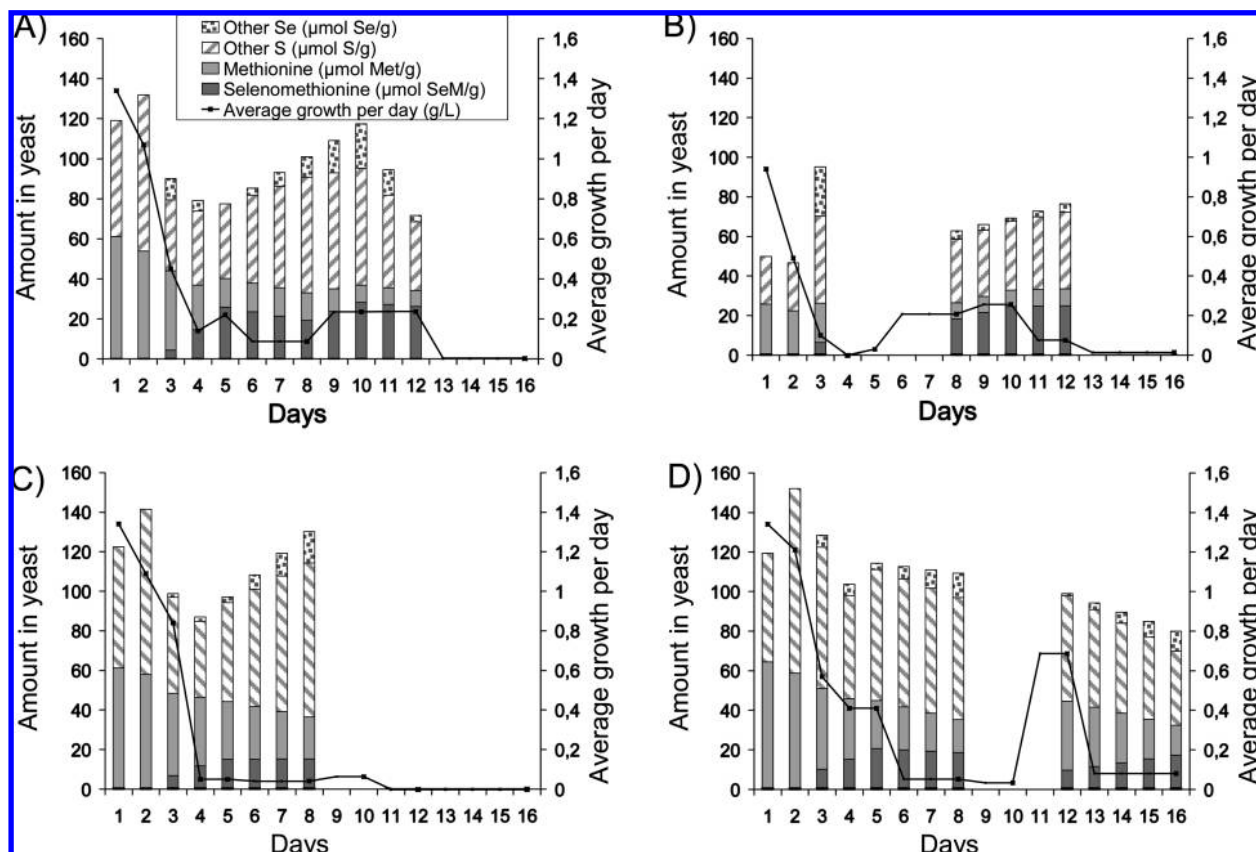 A)
Other Se (µmol Se/g)
Other S (µmol S/g)
Methionine (µmol Met/g)
Selenomethionine (µmol SeM/g)
Average growth per day (g/L)
Amount in yeast
160
140
120
100
80
60
40
20
0
1 2 3 4 5 6 7 8 9 10 11 12 13 14 15 16
Days
1,6
1,4
1,2
1
0,8
0,6
0,4
0,2
0
Average growth per day
B)
Amount in yeast
160
140
120
100
80
60
40
20
0
1 2 3 4 5 6 7 8 9 10 11 12 13 14 15 16
Days
1,6
1,4
1,2
1
0,8
0,6
0,4
0,2
0
Average growth per day
C)
Amount in yeast
160
140
120
100
80
60
40
20
0
1 2 3 4 5 6 7 8 9 10 11 12 13 14 15 16
Days
1,6
1,4
1,2
1
0,8
0,6
0,4
0,2
0
Average growth per day
D)
Amount in yeast
160
140
120
100
80
60
40
20
0
1 2 3 4 5 6 7 8 9 10 11 12 13 14 15 16
Days
1,6
1,4
1,2
1
0,8
0,6
0,4
0,2
0
Average growth per day